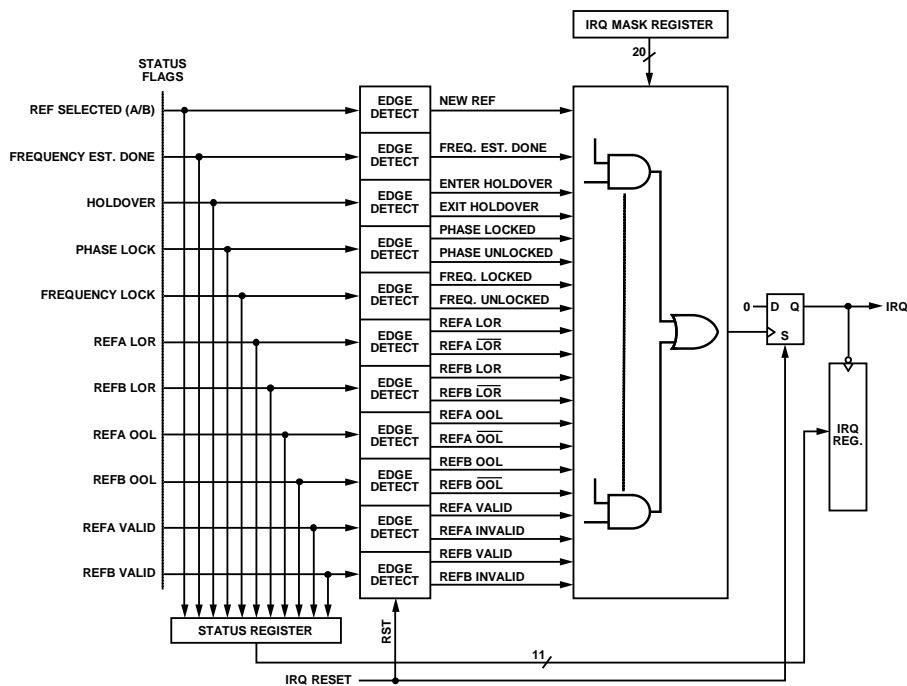 IRQ MASK REGISTER
20
STATUS
FLAGS
REF SELECTED (A/B)
FREQUENCY EST. DONE
HOLDOVER
PHASE LOCK
FREQUENCY LOCK
REFA LOR
REFB LOR
REFA OOL
REFB OOL
REFA VALID
REFB VALID
EDGE
DETECT
EDGE
DETECT
EDGE
DETECT
EDGE
DETECT
EDGE
DETECT
EDGE
DETECT
EDGE
DETECT
EDGE
DETECT
EDGE
DETECT
EDGE
DETECT
EDGE
DETECT
NEW REF
FREQ. EST. DONE
ENTER HOLDOVER
EXIT HOLDOVER
PHASE LOCKED
PHASE UNLOCKED
FREQ. LOCKED
FREQ. UNLOCKED
REFA LOR
REFA L̅O̅R̅
REFB LOR
REFB L̅O̅R̅
REFA OOL
REFA O̅O̅L̅
REFB OOL
REFB O̅O̅L̅
REFA VALID
REFA INVALID
REFB VALID
REFB INVALID
0
D Q
S
IRQ
IRQ
REG.
STATUS REGISTER
RST
11
IRQ RESET